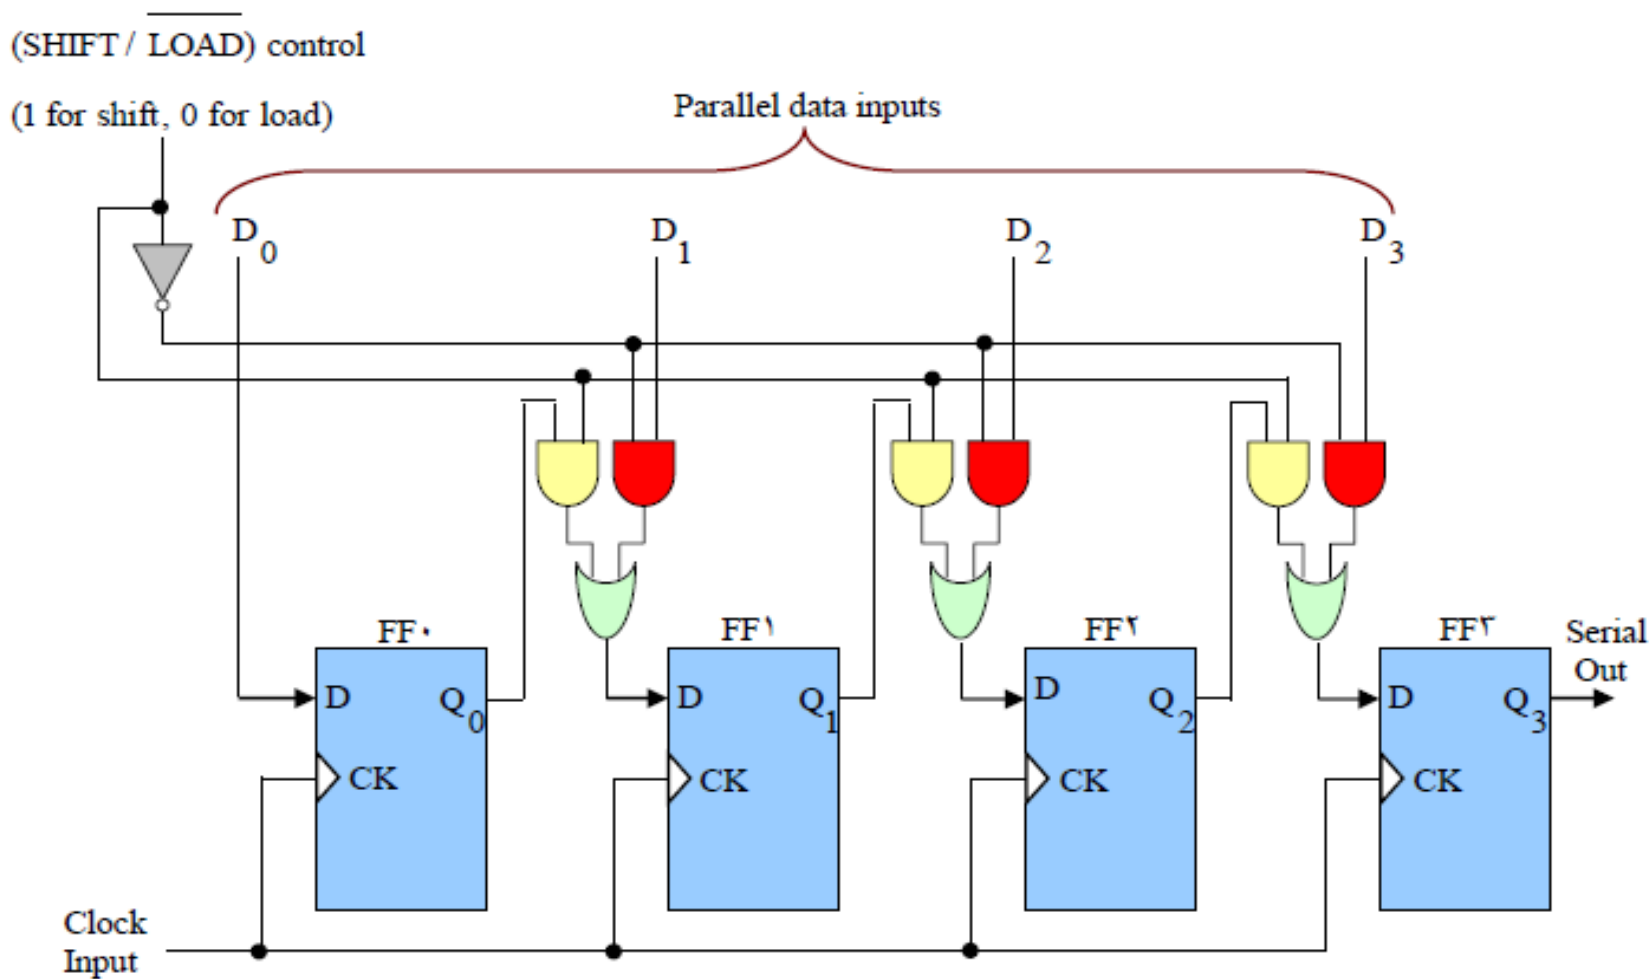 (SHIFT / LOAD) control
(1 for shift, 0 for load)
Parallel data inputs
D0 D1 D2 D3
FF٠ FF١ FF٢ FF٣
Serial
Out
D Q0 D Q1 D Q2 D Q3
CK CK CK CK
Clock
Input